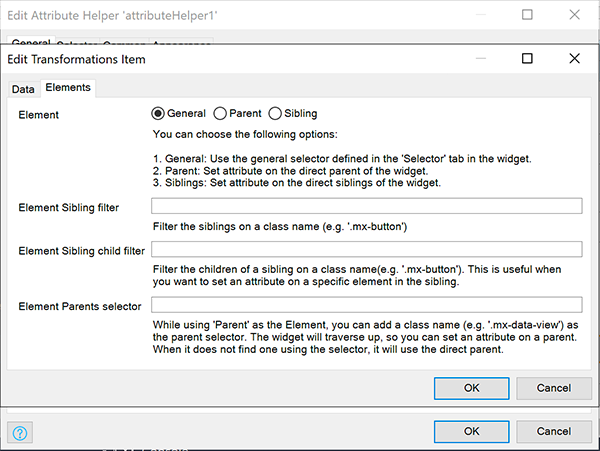 Edit Attribute Helper 'attributeHelper1'
General Selector Common Appearance
Edit Transformations Item
Data Elements
Element General Parent Sibling
You can choose the following options:
1. General: Use the general selector defined in the 'Selector' tab in the widget.
2. Parent: Set attribute on the direct parent of the widget.
3. Siblings: Set attribute on the direct siblings of the widget.
Element Sibling filter
Filter the siblings on a class name (e.g. '.mx-button')
Element Sibling child filter
Filter the children of a sibling on a class name(e.g. '.mx-button'). This is useful when
you want to set an attribute on a specific element in the sibling.
Element Parents selector
While using 'Parent' as the Element, you can add a class name (e.g. '.mx-data-view') as
the parent selector. The widget will traverse up, so you can set an attribute on a parent.
When it does not find one using the selector, it will use the direct parent.
OK Cancel
? OK Cancel